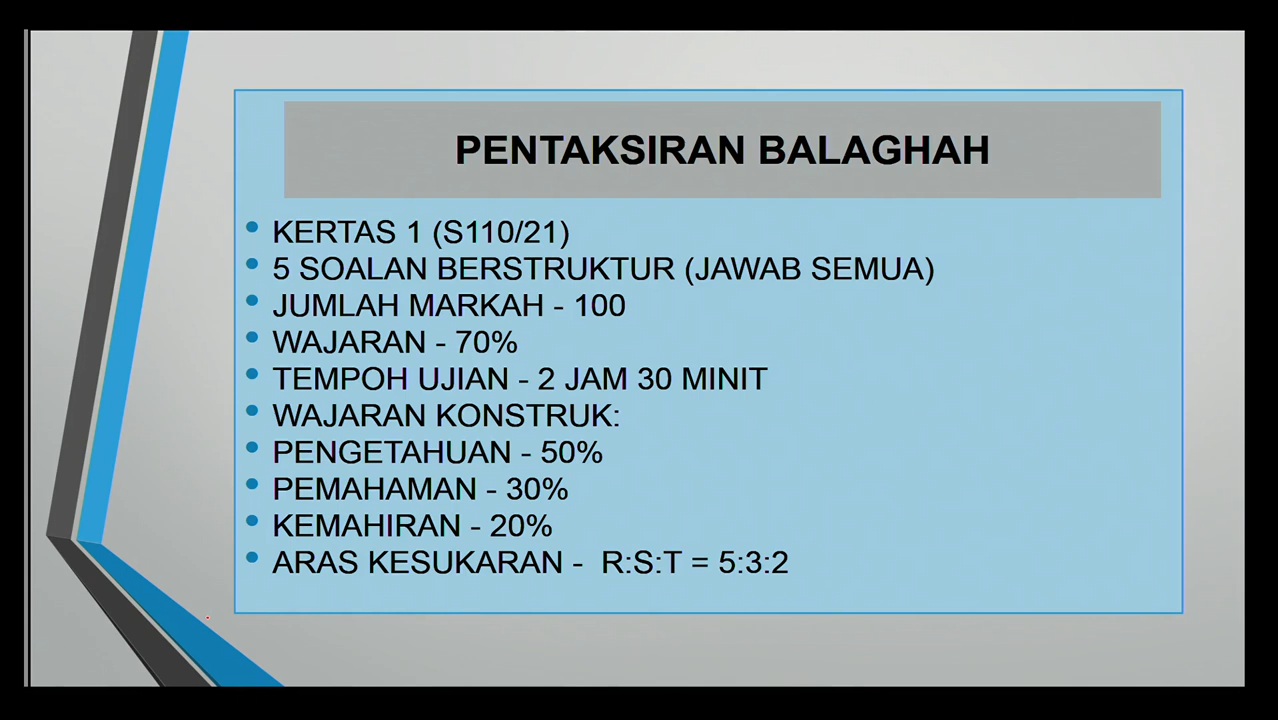 PENTAKSIRAN BALAGHAH
• KERTAS 1 (S110/21)
• 5 SOALAN BERSTRUKTUR (JAWAB SEMUA)
• JUMLAH MARKAH - 100
• WAJARAN - 70%
• TEMPOH UJIAN - 2 JAM 30 MINIT
• WAJARAN KONSTRUK:
• PENGETAHUAN - 50%
• PEMAHAMAN - 30%
• KEMAHIRAN - 20%
• ARAS KESUKARAN - R:S:T = 5:3:2